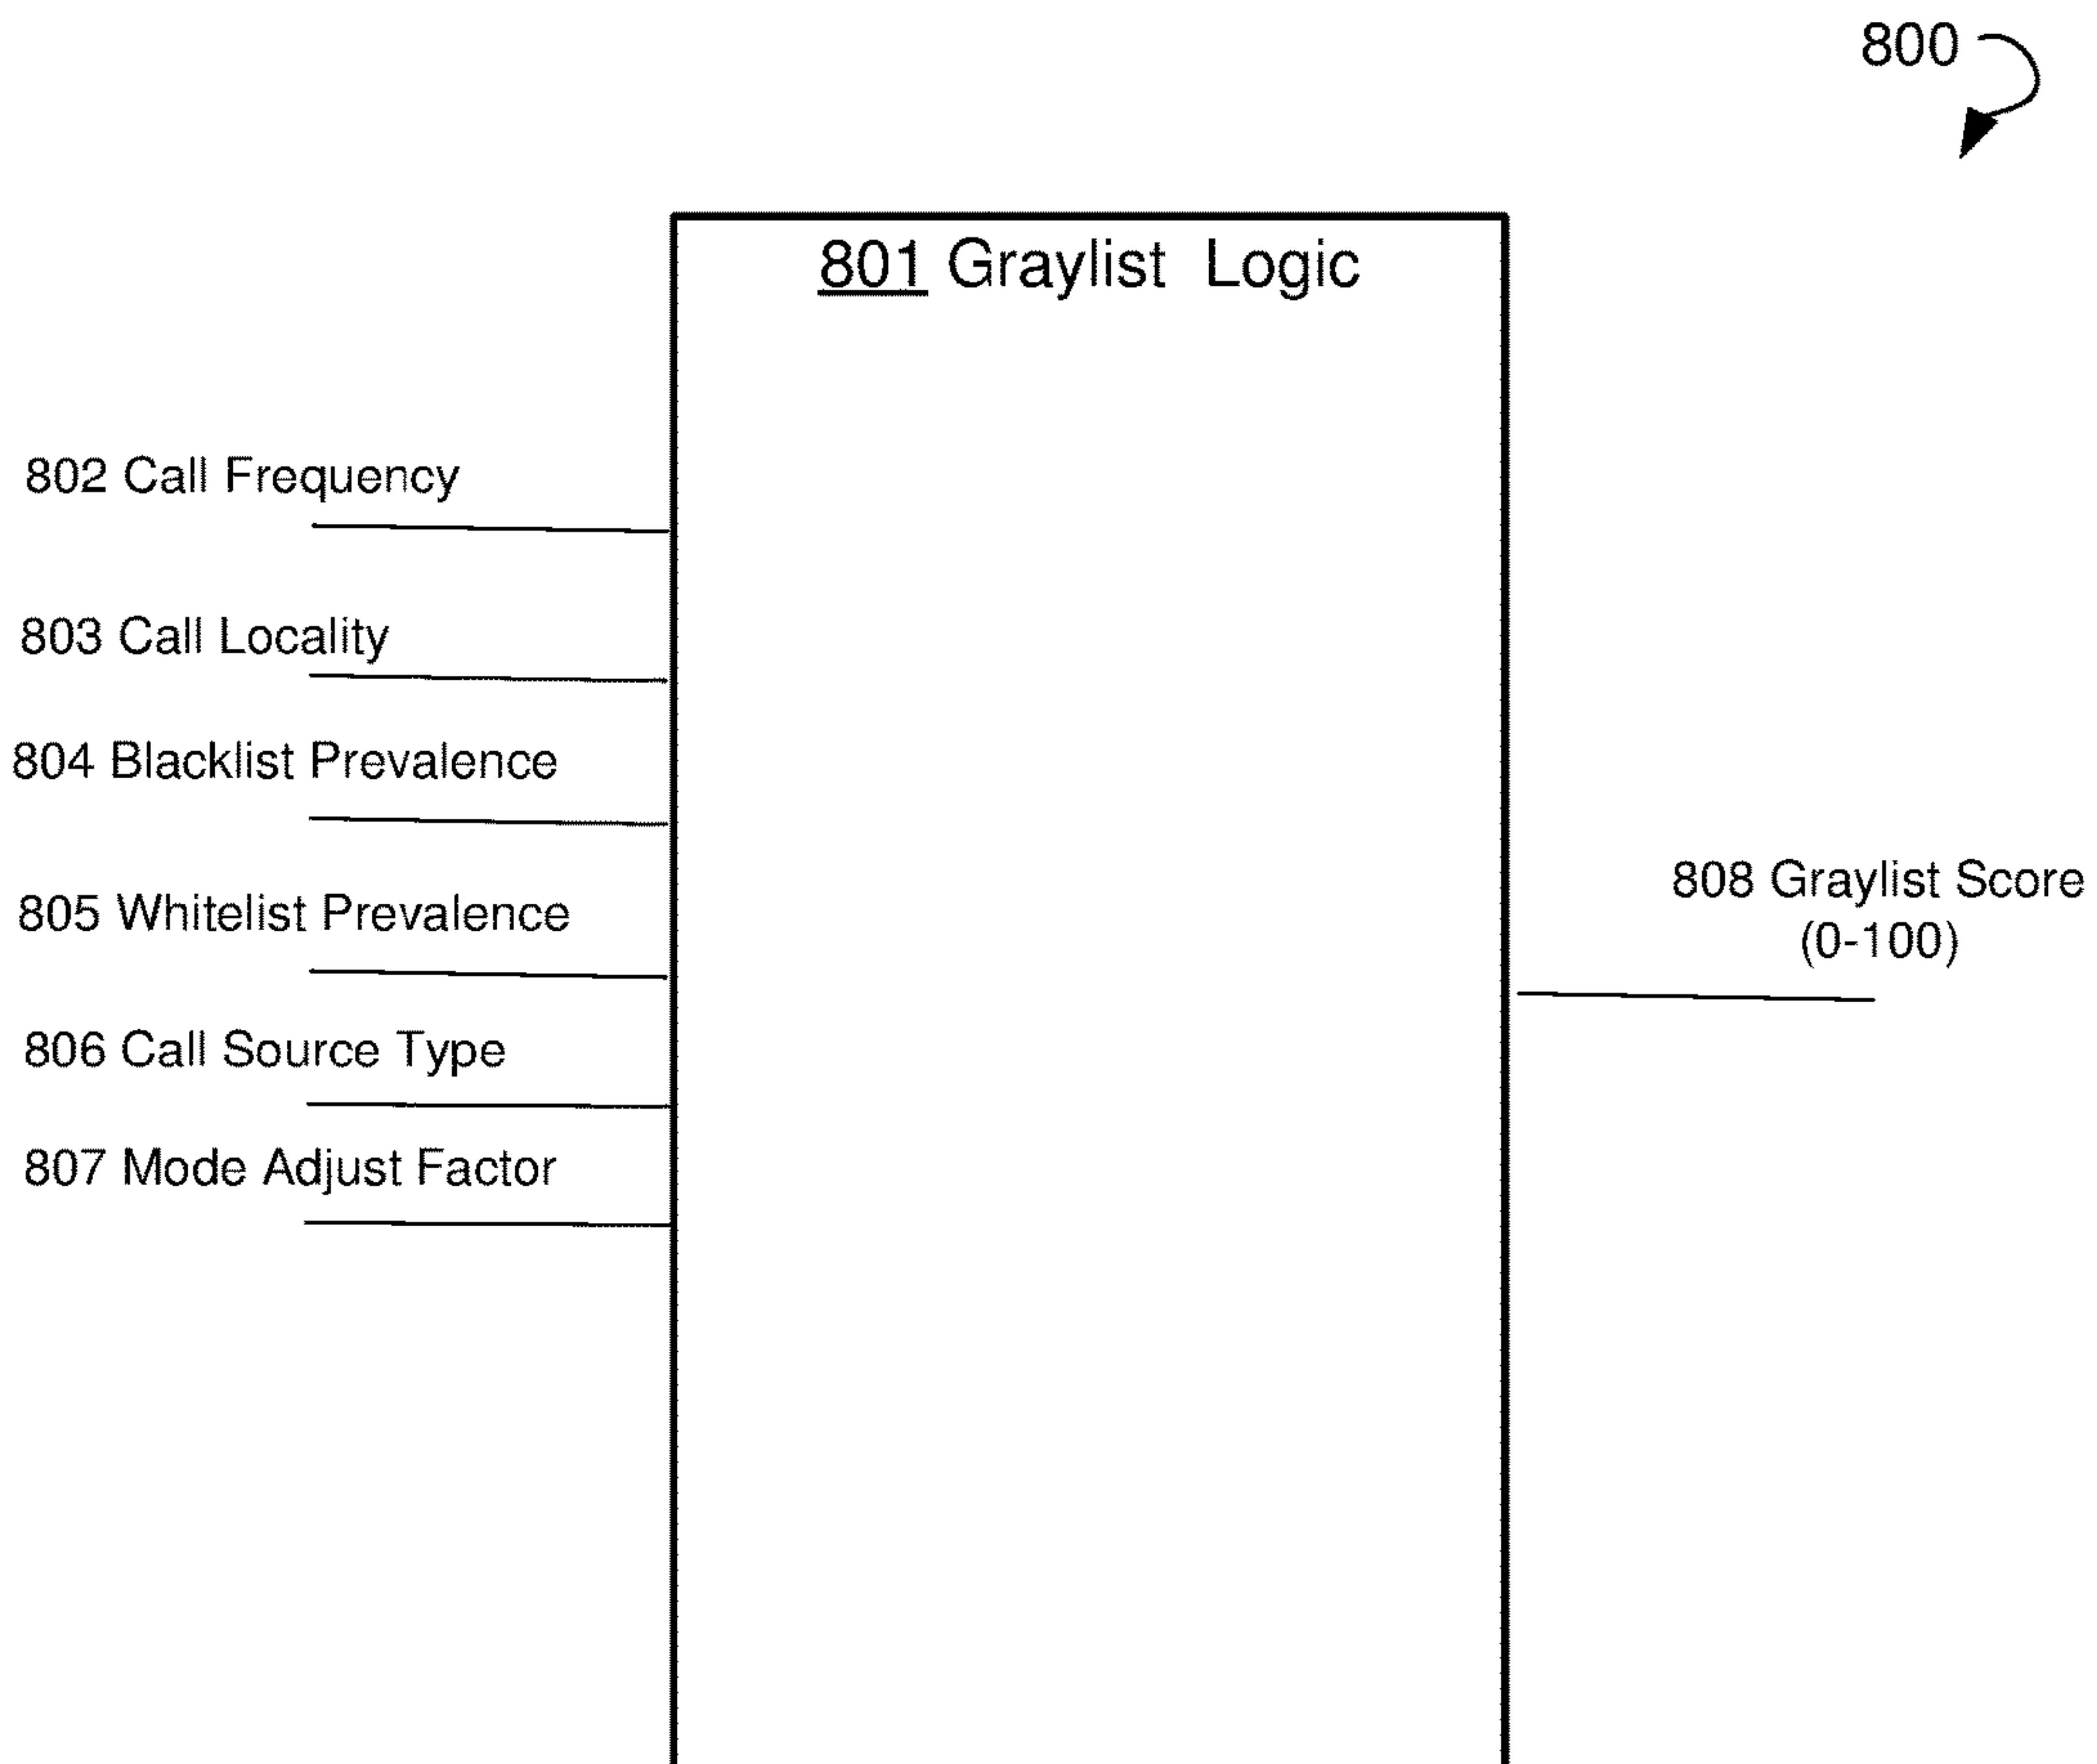 800
801 Graylist Logic
802 Call Frequency
803 Call Locality
804 Blacklist Prevalence
805 Whitelist Prevalence
806 Call Source Type
807 Mode Adjust Factor
808 Graylist Score
(0-100)